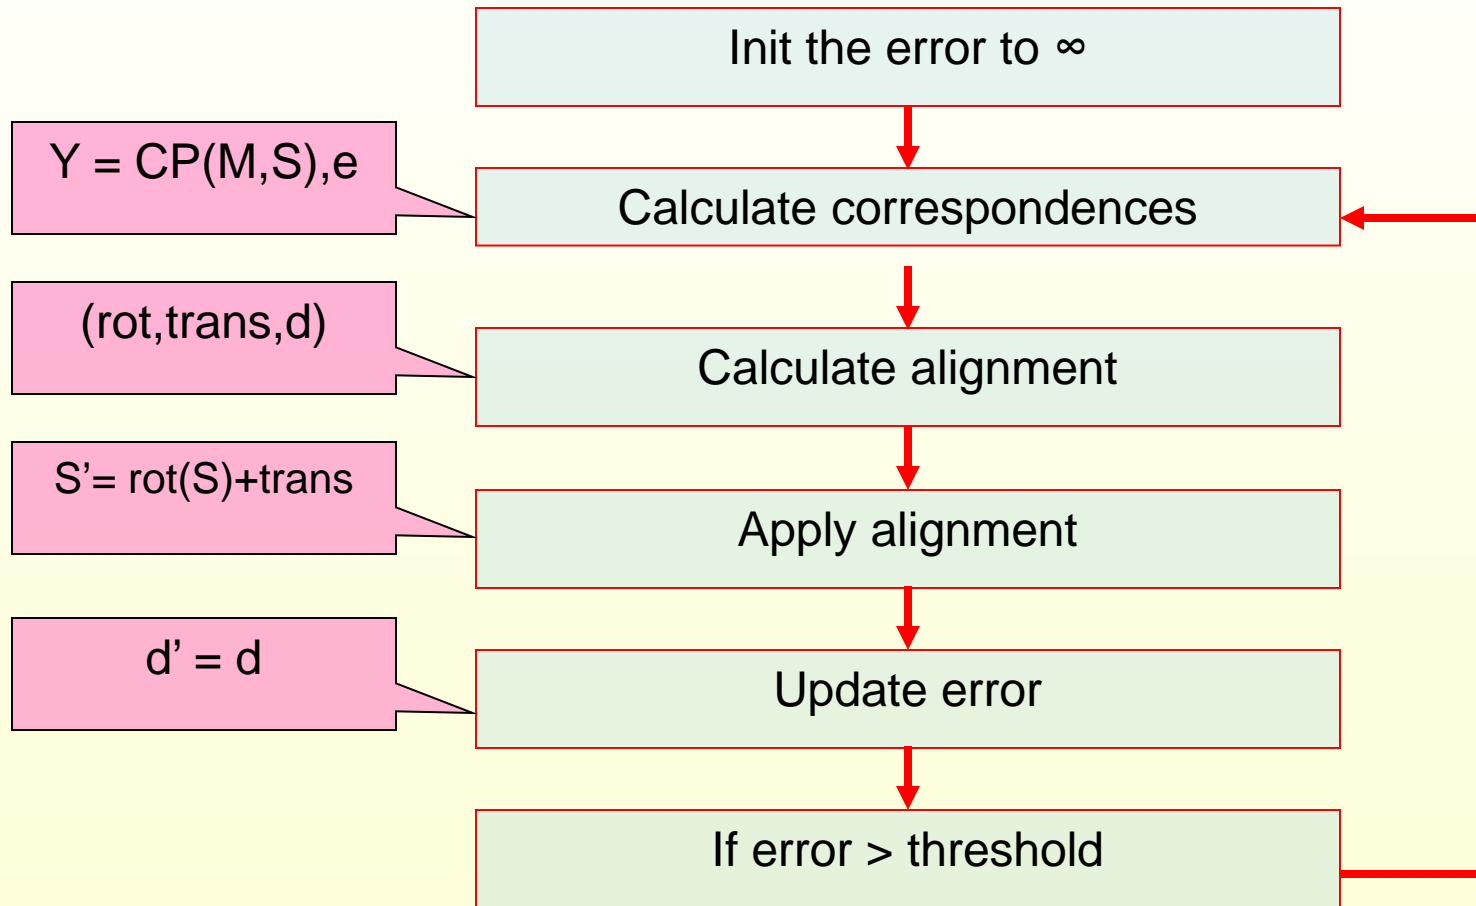 Init the error to ∞
Y = CP(M,S),e
Calculate correspondences
(rot,trans,d)
Calculate alignment
S’= rot(S)+trans
Apply alignment
d’ = d
Update error
If error > threshold